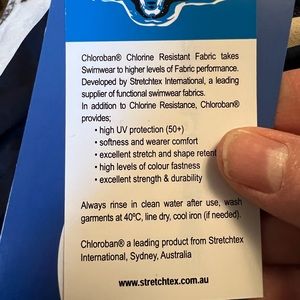 Chloroban® Chlorine Resistant Fabric takes
Swimwear to higher levels of Fabric performance.
Developed by Stretchtex International, a leading
supplier of functional swimwear fabrics.
In addition to Chlorine Resistance, Chloroban®
provides;
• high UV protection (50+)
• softness and wearer comfort
• excellent stretch and shape retent
• high levels of colour fastness
• excellent strength & durability
Always rinse in clean water after use, wash
garments at 40ºC, line dry, cool iron (if needed).
Chloroban® a leading product from Stretchtex
International, Sydney, Australia
www.stretchtex.com.au